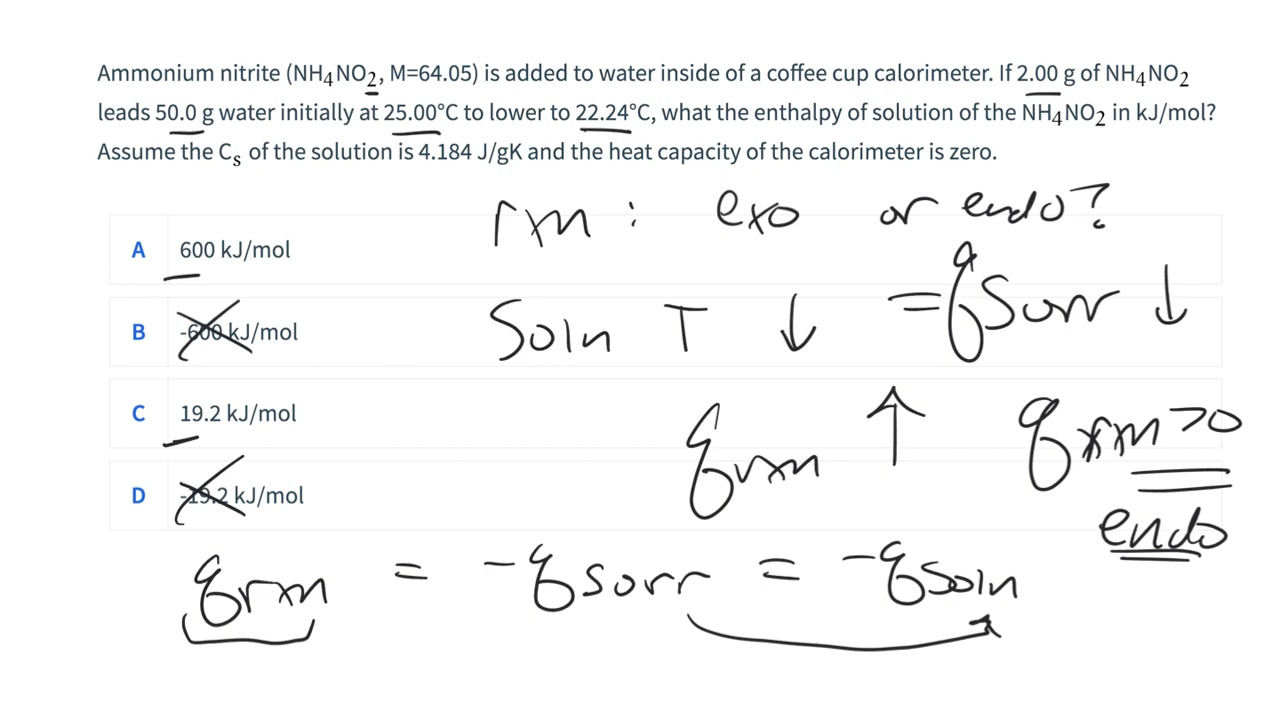 Ammonium nitrite (NH4NO2, M=64.05) is added to water inside of a coffee cup calorimeter. If 2.00 g of NH4NO2
leads 50.0 g water initially at 25.00°C to lower to 22.24°C, what the enthalpy of solution of the NH4NO2 in kJ/mol?
Assume the Cs of the solution is 4.184 J/gK and the heat capacity of the calorimeter is zero.
rxn : exo or endo?
A 600 kJ/mol
Soln T ↓ = qsurr ↓
B -600 kJ/mol
C 19.2 kJ/mol
qrxn ↑ qrxn >0
D -19.2 kJ/mol
endo
qrxn = -qsurr = -qsoln